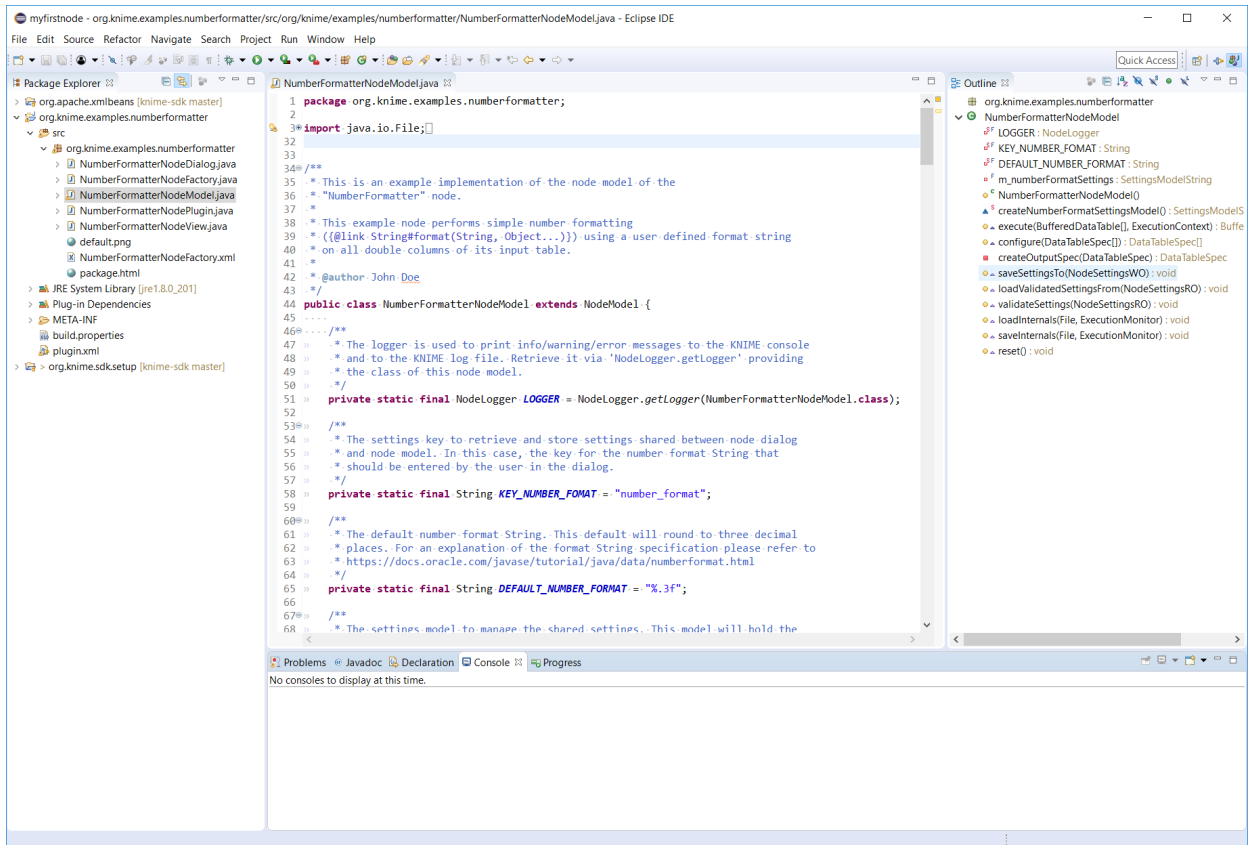 myfirstnode - org.knime.examples.numberformatter/src/org/knime/examples/numberformatter/NumberFormatterNodeModel.java - Eclipse IDE
File Edit Source Refactor Navigate Search Project Run Window Help
Quick Access
Package Explorer
org.apache.xmlbeans [knime-sdk master]
org.knime.examples.numberformatter
src
org.knime.examples.numberformatter
NumberFormatterNodeDialog.java
NumberFormatterNodeFactory.java
NumberFormatterNodeModel.java
NumberFormatterNodePlugin.java
NumberFormatterNodeView.java
default.png
NumberFormatterNodeFactory.xml
package.html
JRE System Library [jre1.8.0_201]
Plug-in Dependencies
META-INF
build.properties
plugin.xml
> org.knime.sdk.setup [knime-sdk master]
NumberFormatterNodeModel.java
1 package org.knime.examples.numberformatter;
2
3 import java.io.File;
32
33
34 /**
35 * This is an example implementation of the node model of the
36 * "NumberFormatter" node.
37 *
38 * This example node performs simple number formatting
39 * ({@link String#format(String, Object...)}) using a user defined format string
40 * on all double columns of its input table.
41 *
42 * @author John Doe
43 */
44 public class NumberFormatterNodeModel extends NodeModel {
45
46 /**
47 * The logger is used to print info/warning/error messages to the KNIME console
48 * and to the KNIME log file. Retrieve it via 'NodeLogger.getLogger' providing
49 * the class of this node model.
50 */
51 private static final NodeLogger LOGGER = NodeLogger.getLogger(NumberFormatterNodeModel.class);
52
53 /**
54 * The settings key to retrieve and store settings shared between node dialog
55 * and node model. In this case, the key for the number format String that
56 * should be entered by the user in the dialog.
57 */
58 private static final String KEY_NUMBER_FOMAT = "number_format";
59
60 /**
61 * The default number format String. This default will round to three decimal
62 * places. For an explanation of the format String specification please refer to
63 * https://docs.oracle.com/javase/tutorial/java/data/numberformat.html
64 */
65 private static final String DEFAULT_NUMBER_FORMAT = "%.3f";
66
67 /**
68 * The settings model to manage the shared settings. This model will hold the
Outline
org.knime.examples.numberformatter
NumberFormatterNodeModel
LOGGER : NodeLogger
KEY_NUMBER_FOMAT : String
DEFAULT_NUMBER_FORMAT : String
m_numberFormatSettings : SettingsModelString
NumberFormatterNodeModel()
createNumberFormatSettingsModel() : SettingsModelS
execute(BufferedDataTable[], ExecutionContext) : Buffe
configure(DataTableSpec[]) : DataTableSpec[]
createOutputSpec(DataTableSpec) : DataTableSpec
saveSettingsTo(NodeSettingsWO) : void
loadValidatedSettingsFrom(NodeSettingsRO) : void
validateSettings(NodeSettingsRO) : void
loadInternals(File, ExecutionMonitor) : void
saveInternals(File, ExecutionMonitor) : void
reset() : void
Problems Javadoc Declaration Console Progress
No consoles to display at this time.